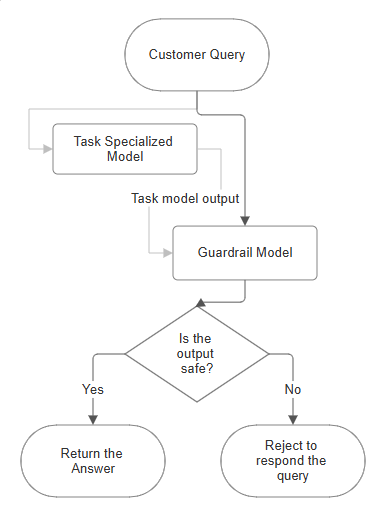 Customer Query
Task Specialized
Model
Task model output
Guardrail Model
Is the
output
safe?
Yes
No
Return the
Answer
Reject to
respond the
query